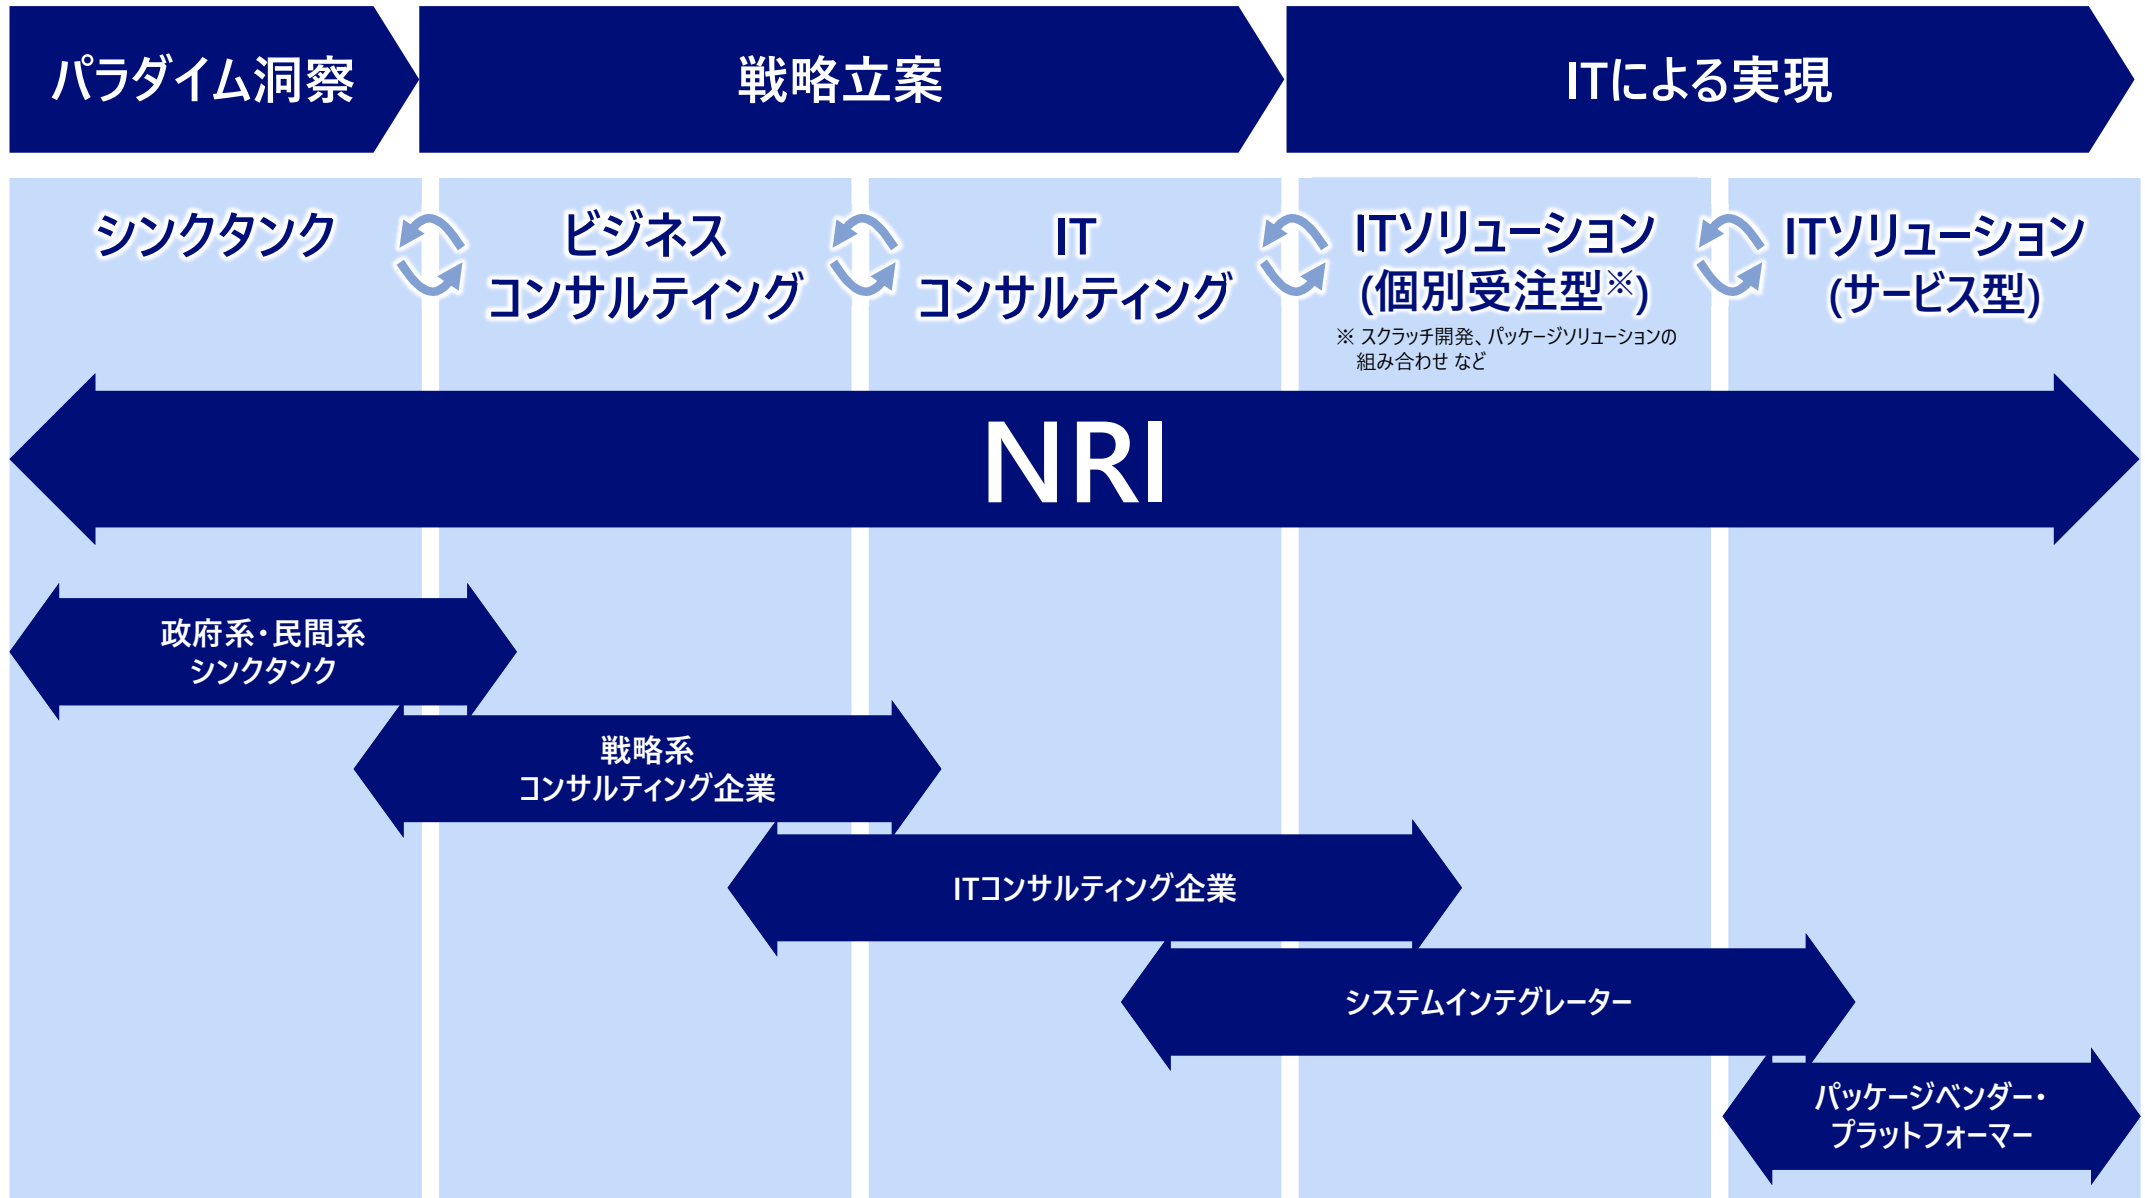 パラダイム洞察
戦略立案
ITによる実現
シンクタンク
ビジネス
コンサルティング
IT
コンサルティング
ITソリューション
(個別受注型※)
※ スクラッチ開発、パッケージソリューションの
組み合わせ など
ITソリューション
(サービス型)
NRI
政府系・民間系
シンクタンク
戦略系
コンサルティング企業
ITコンサルティング企業
システムインテグレーター
パッケージベンダー・
プラットフォーマー